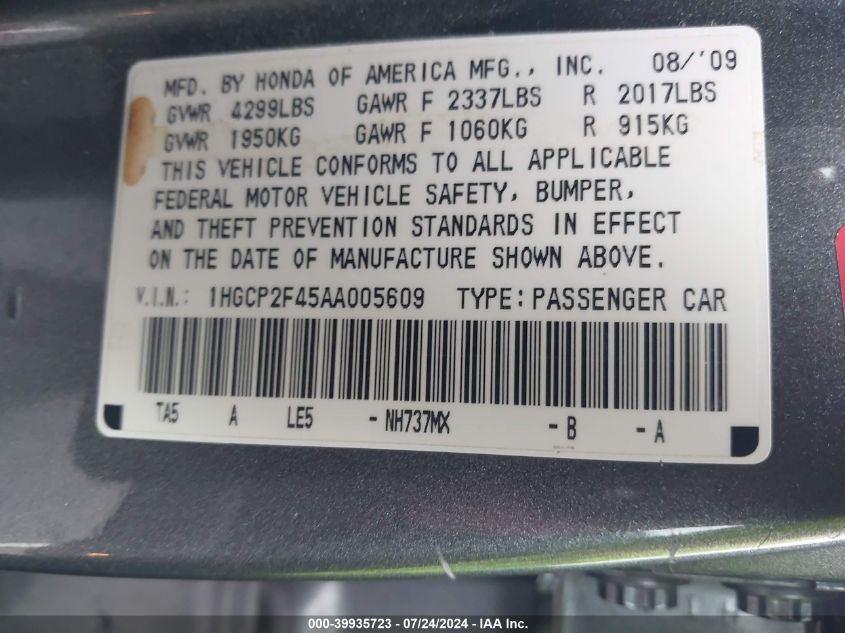 MFD. BY HONDA OF AMERICA MFG., INC. 08/'09
GVWR 4299LBS GAWR F 2337LBS R 2017LBS
GVWR 1950KG GAWR F 1060KG R 915KG
THIS VEHICLE CONFORMS TO ALL APPLICABLE
FEDERAL MOTOR VEHICLE SAFETY, BUMPER,
AND THEFT PREVENTION STANDARDS IN EFFECT
ON THE DATE OF MANUFACTURE SHOWN ABOVE.
V.I.N.: 1HGCP2F45AA005609 TYPE:PASSENGER CAR
TA5 A LE5 -NH737MX -B -A
000-39935723 - 07/24/2024 - IAA Inc.